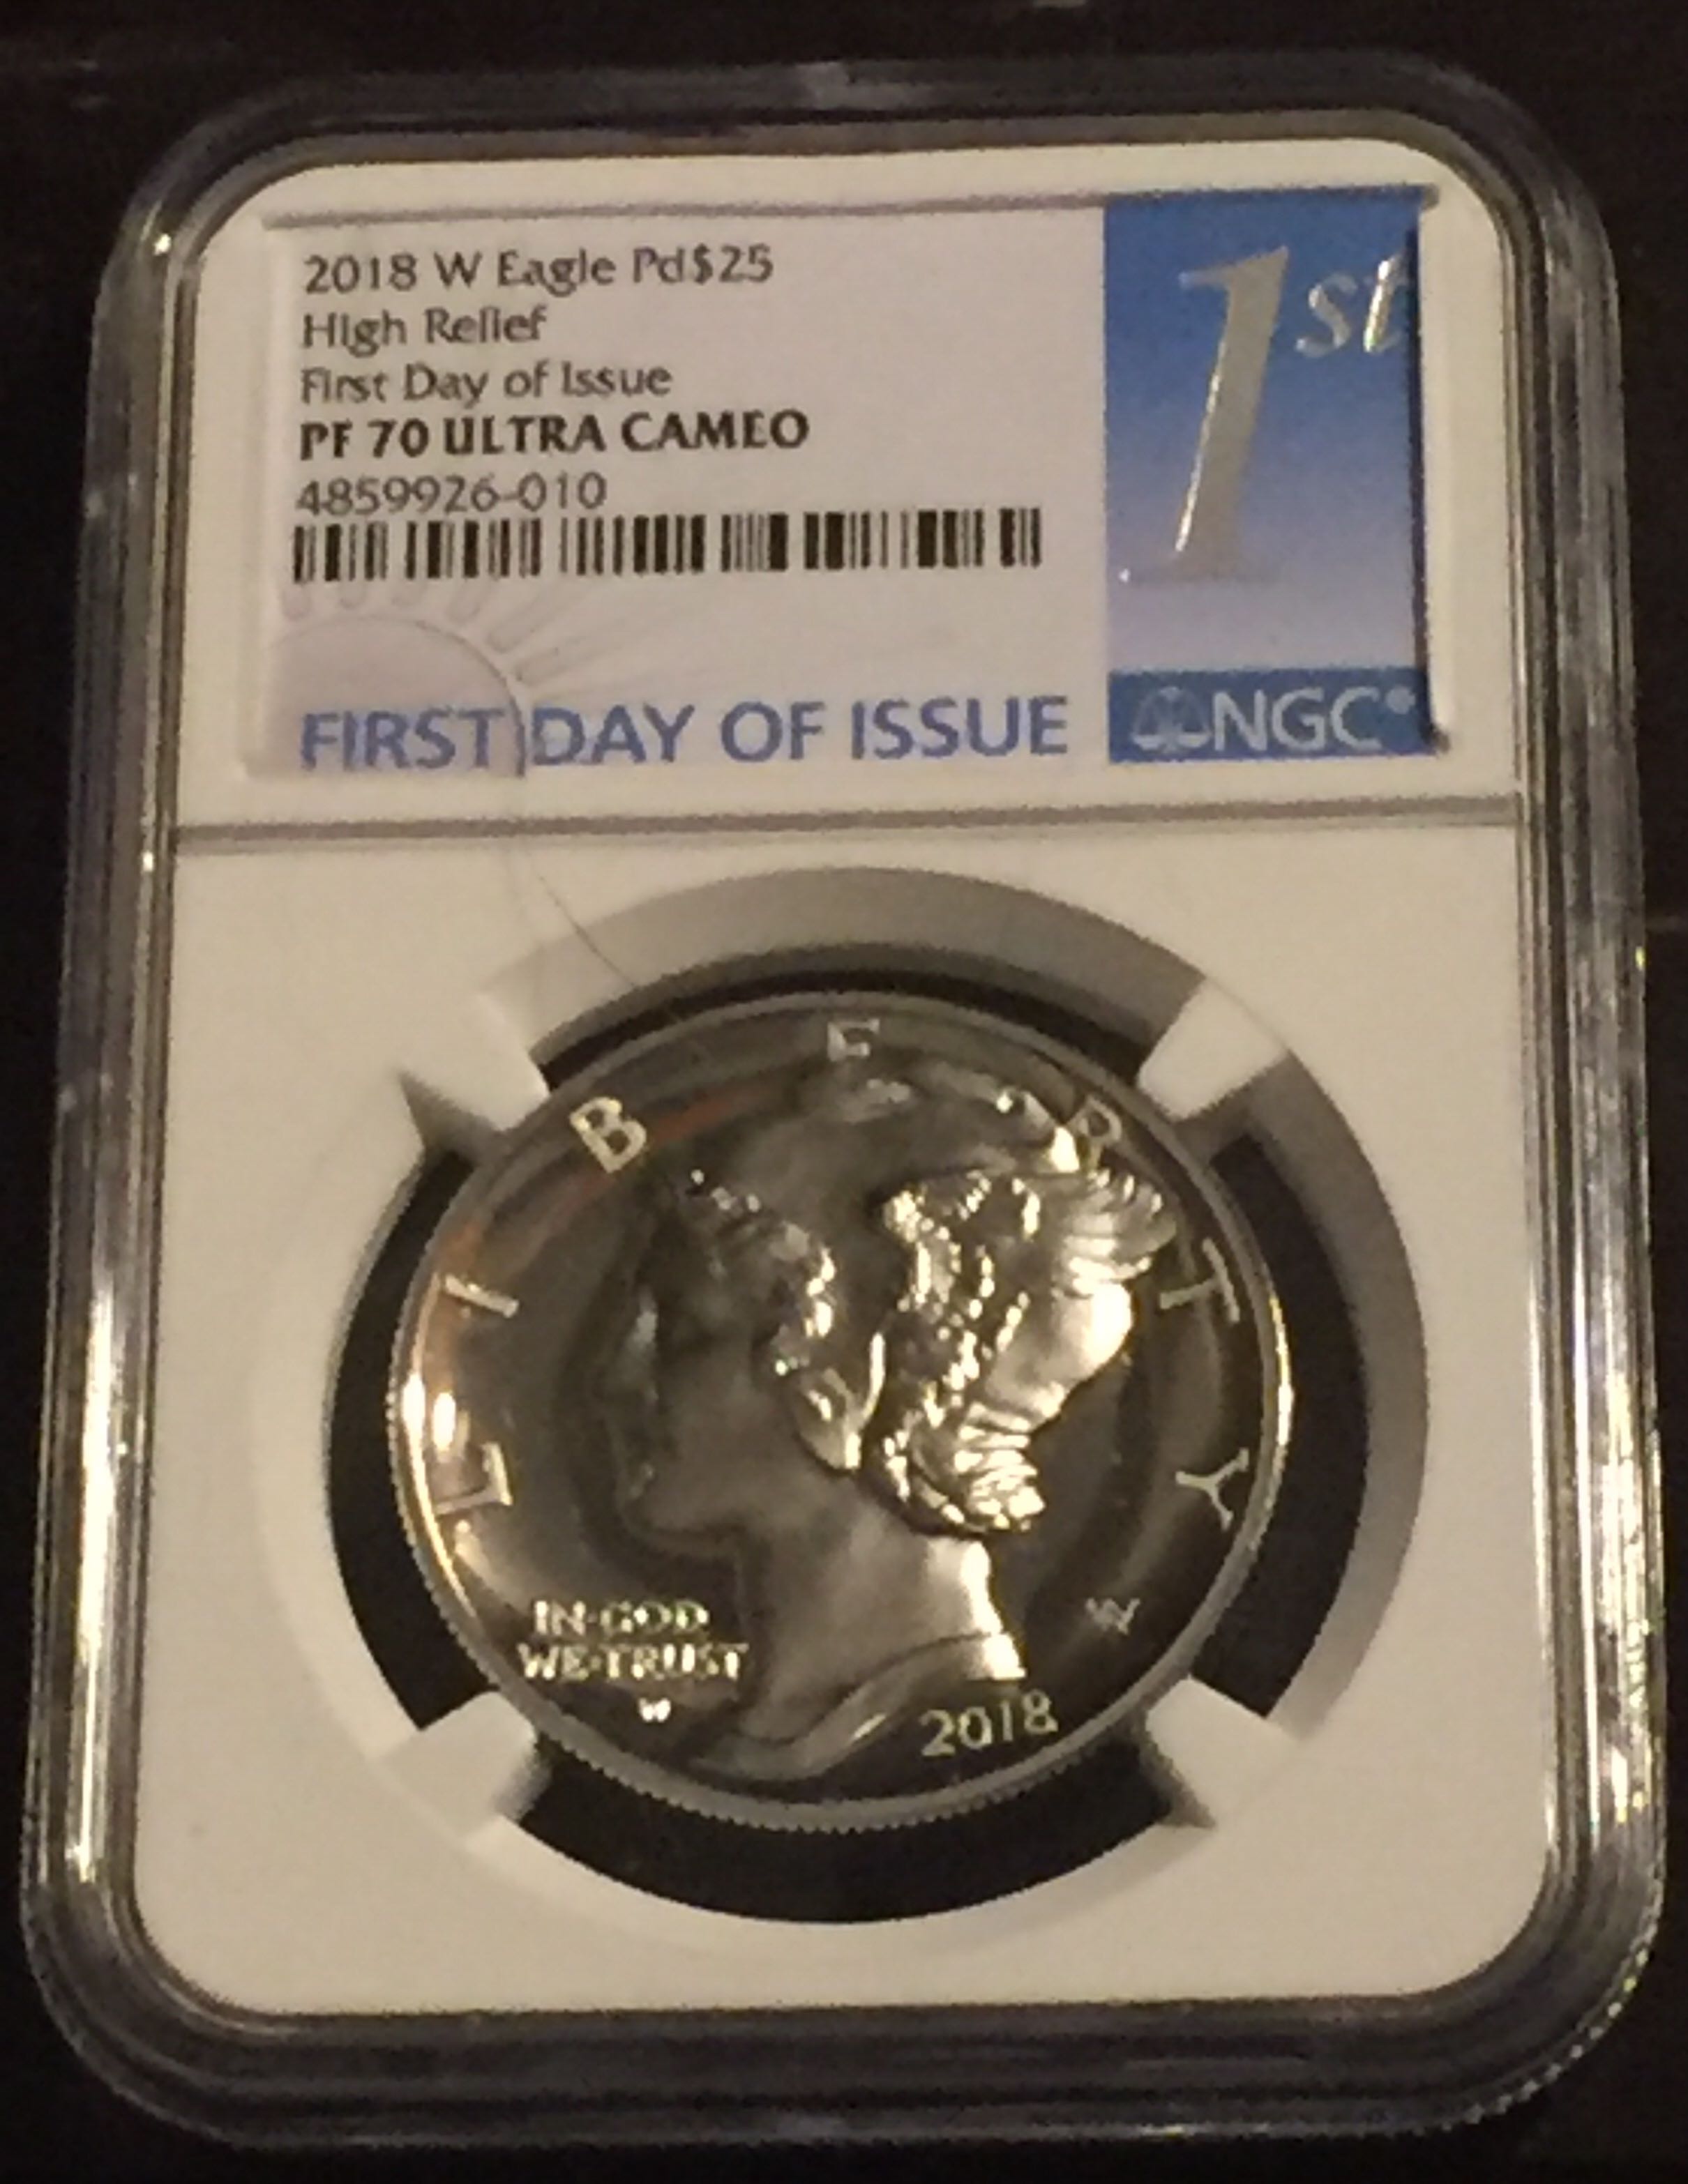 2018 W Eagle Pd$25
High Relief
First Day of Issue
PF 70 ULTRA CAMEO
4859926-010
1st
FIRST DAY OF ISSUE
NGC®
LIBERTY
IN·GOD
WE·TRUST
W
W
2018